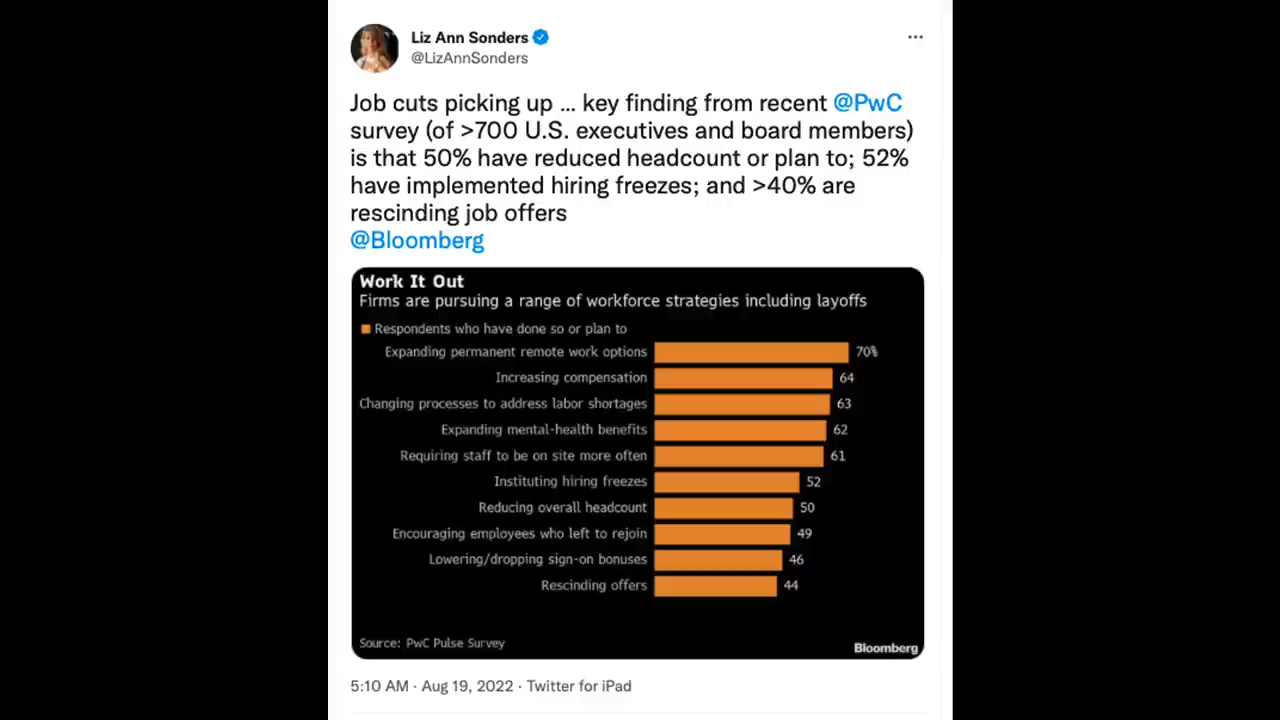 Liz Ann Sonders
@LizAnnSonders
Job cuts picking up ... key finding from recent @PwC
survey (of >700 U.S. executives and board members)
is that 50% have reduced headcount or plan to; 52%
have implemented hiring freezes; and >40% are
rescinding job offers
@Bloomberg
Work It Out
Firms are pursuing a range of workforce strategies including layoffs
Respondents who have done so or plan to
Expanding permanent remote work options 70%
Increasing compensation 64
Changing processes to address labor shortages 63
Expanding mental-health benefits 62
Requiring staff to be on site more often 61
Instituting hiring freezes 52
Reducing overall headcount 50
Encouraging employees who left to rejoin 49
Lowering/dropping sign-on bonuses 46
Rescinding offers 44
Source: PwC Pulse Survey
Bloomberg
5:10 AM · Aug 19, 2022 · Twitter for iPad